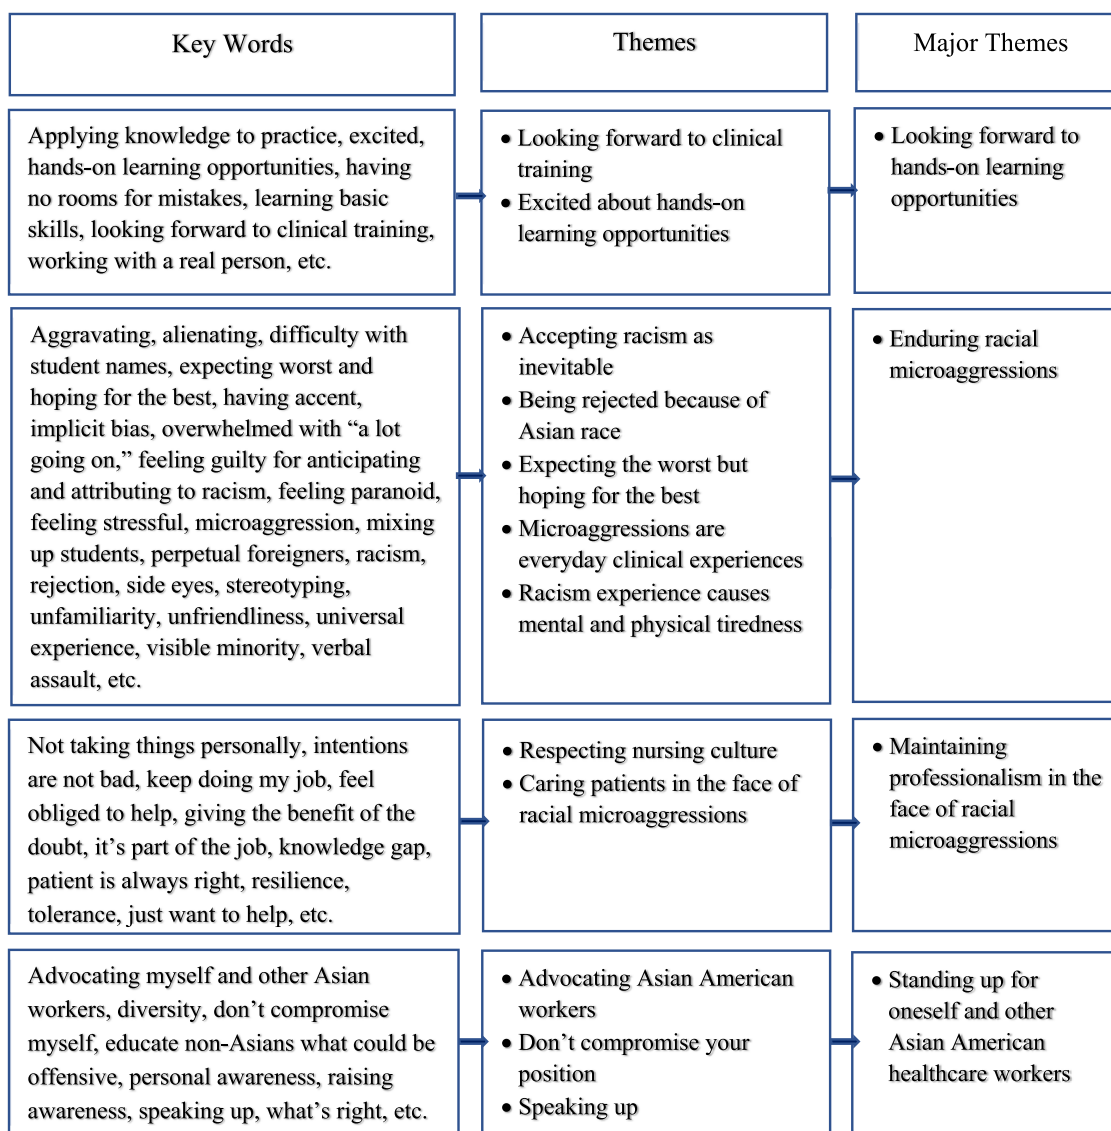 Key Words
Themes
Major Themes
Applying knowledge to practice, excited,
hands-on learning opportunities, having
no rooms for mistakes, learning basic
skills, looking forward to clinical training,
working with a real person, etc.
• Looking forward to clinical
training
• Excited about hands-on
learning opportunities
• Looking forward to
hands-on learning
opportunities
Aggravating, alienating, difficulty with
student names, expecting worst and
hoping for the best, having accent,
implicit bias, overwhelmed with “a lot
going on,” feeling guilty for anticipating
and attributing to racism, feeling paranoid,
feeling stressful, microaggression, mixing
up students, perpetual foreigners, racism,
rejection, side eyes, stereotyping,
unfamiliarity, unfriendliness, universal
experience, visible minority, verbal
assault, etc.
• Accepting racism as
inevitable
• Being rejected because of
Asian race
• Expecting the worst but
hoping for the best
• Microaggressions are
everyday clinical experiences
• Racism experience causes
mental and physical tiredness
• Enduring racial
microaggressions
Not taking things personally, intentions
are not bad, keep doing my job, feel
obliged to help, giving the benefit of the
doubt, it’s part of the job, knowledge gap,
patient is always right, resilience,
tolerance, just want to help, etc.
• Respecting nursing culture
• Caring patients in the face of
racial microaggressions
• Maintaining
professionalism in the
face of racial
microaggressions
Advocating myself and other Asian
workers, diversity, don’t compromise
myself, educate non-Asians what could be
offensive, personal awareness, raising
awareness, speaking up, what’s right, etc.
• Advocating Asian American
workers
• Don’t compromise your
position
• Speaking up
• Standing up for
oneself and other
Asian American
healthcare workers